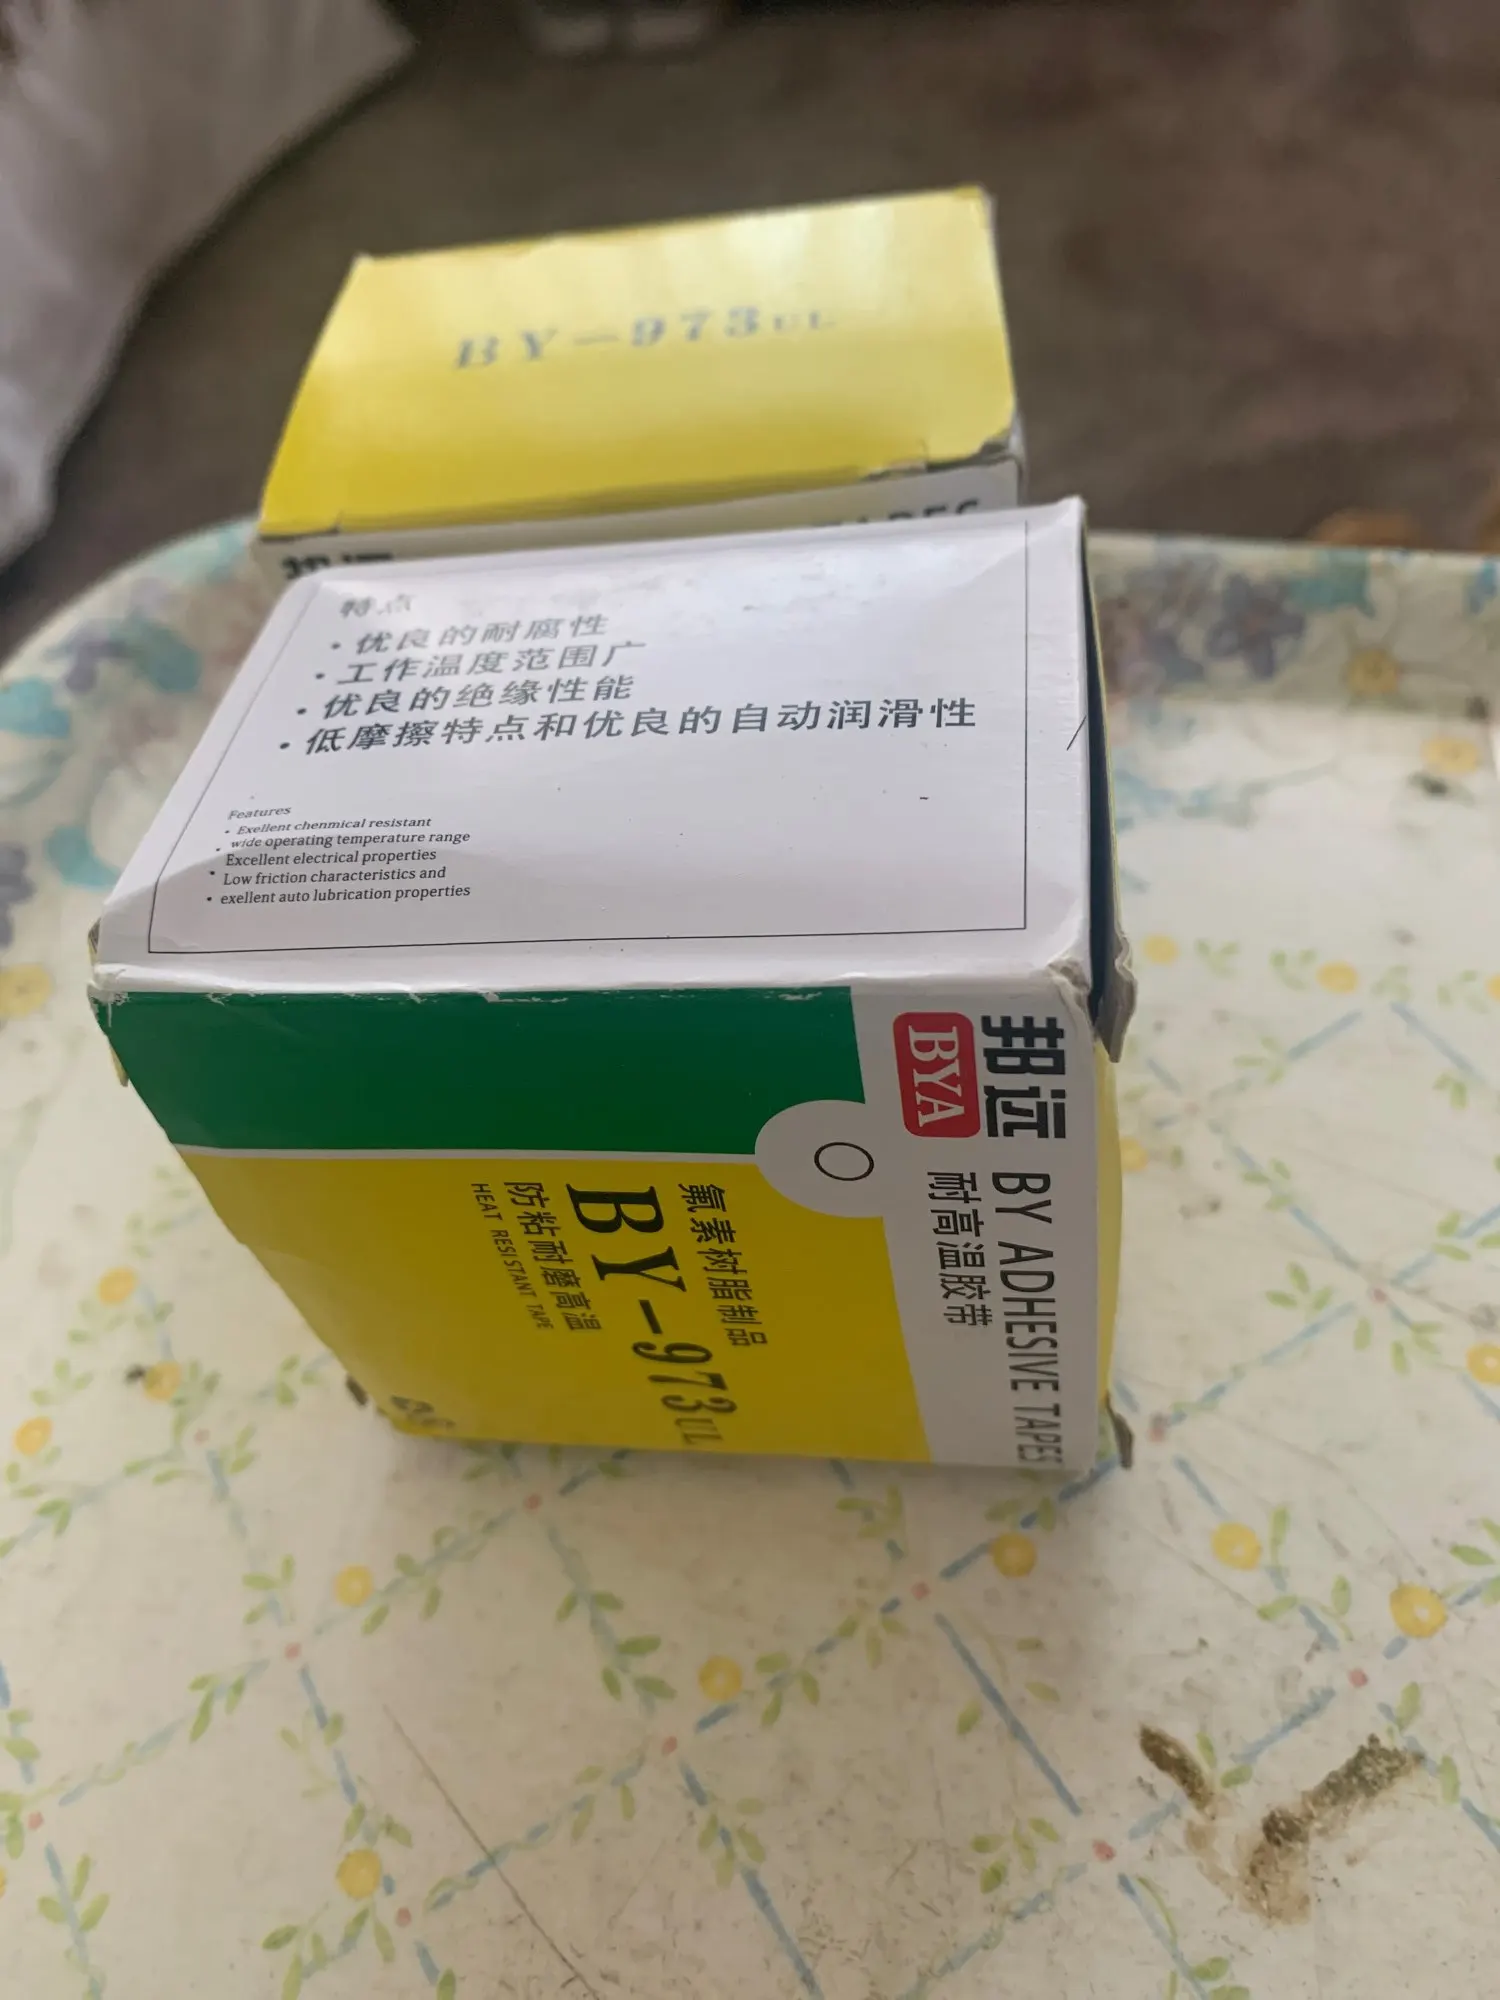 BY-973UL
特点
• 优良的耐腐性
• 工作温度范围广
• 优良的绝缘性能
• 低摩擦特点和优良的自动润滑性
Features
• Exellent chenmical resistant
• wide operating temperature range
Excellent electrical properties
• Low friction characteristics and
• exellent auto lubrication properties
邦远
BYA
BY ADHESIVE TAPES
耐高温胶带
氟素树脂制品
BY-973UL
防粘耐磨高温
HEAT RESISTANT TAPE